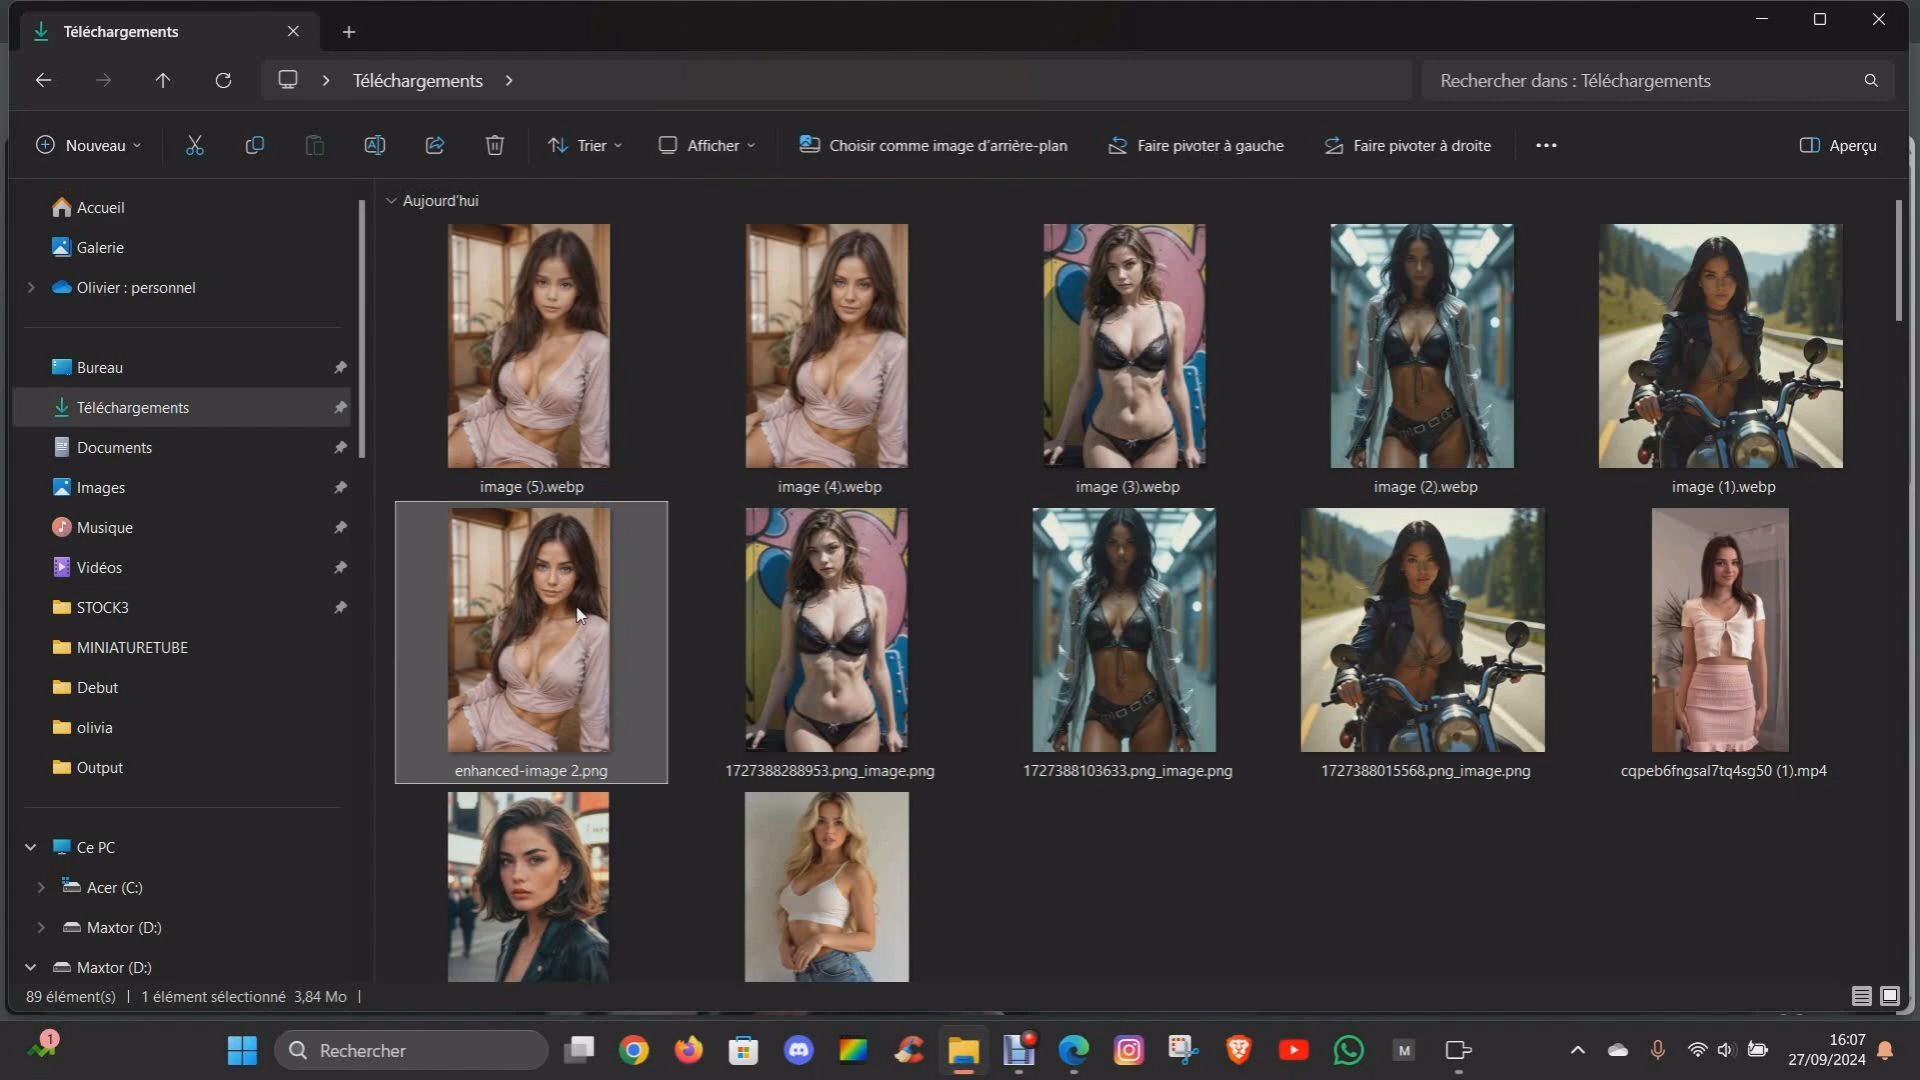 Téléchargements
Téléchargements
Rechercher dans : Téléchargements
Nouveau
Trier
Afficher
Choisir comme image d'arrière-plan
Faire pivoter à gauche
Faire pivoter à droite
Aperçu
Accueil
Galerie
Olivier : personnel
Bureau
Téléchargements
Documents
Images
Musique
Vidéos
STOCK3
MINIATURETUBE
Debut
olivia
Output
Ce PC
Acer (C:)
Maxtor (D:)
Maxtor (D:)
Aujourd'hui
image (5).webp
image (4).webp
image (3).webp
image (2).webp
image (1).webp
enhanced-image 2.png
1727388288953.png_image.png
1727388103633.png_image.png
1727388015568.png_image.png
cqpeb6fngsal7tq4sg50 (1).mp4
89 élément(s) | 1 élément sélectionné 3,84 Mo |
1
Rechercher
M
16:07
27/09/2024